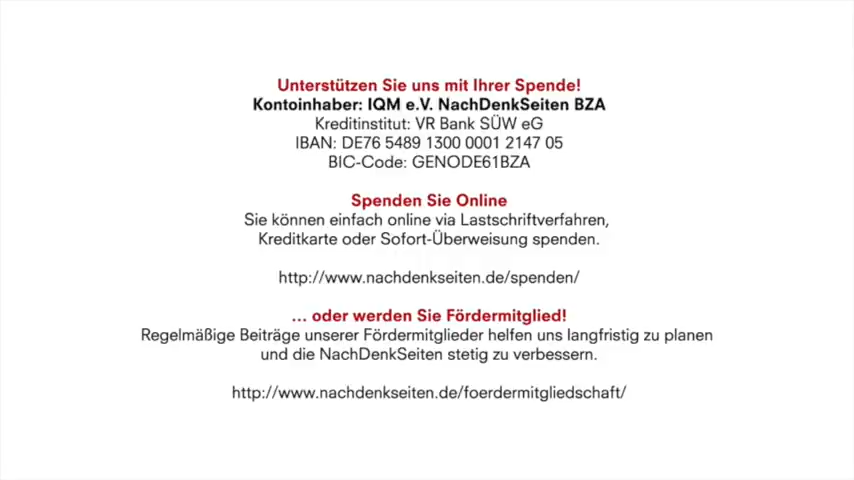 Unterstützen Sie uns mit Ihrer Spende!
Kontoinhaber: IQM e.V. NachDenkSeiten BZA
Kreditinstitut: VR Bank SÜW eG
IBAN: DE76 5489 1300 0001 2147 05
BIC-Code: GENODE61BZA
Spenden Sie Online
Sie können einfach online via Lastschriftverfahren,
Kreditkarte oder Sofort-Überweisung spenden.
http://www.nachdenkseiten.de/spenden/
... oder werden Sie Fördermitglied!
Regelmäßige Beiträge unserer Fördermitglieder helfen uns langfristig zu planen
und die NachDenkSeiten stetig zu verbessern.
http://www.nachdenkseiten.de/foerdermitgliedschaft/